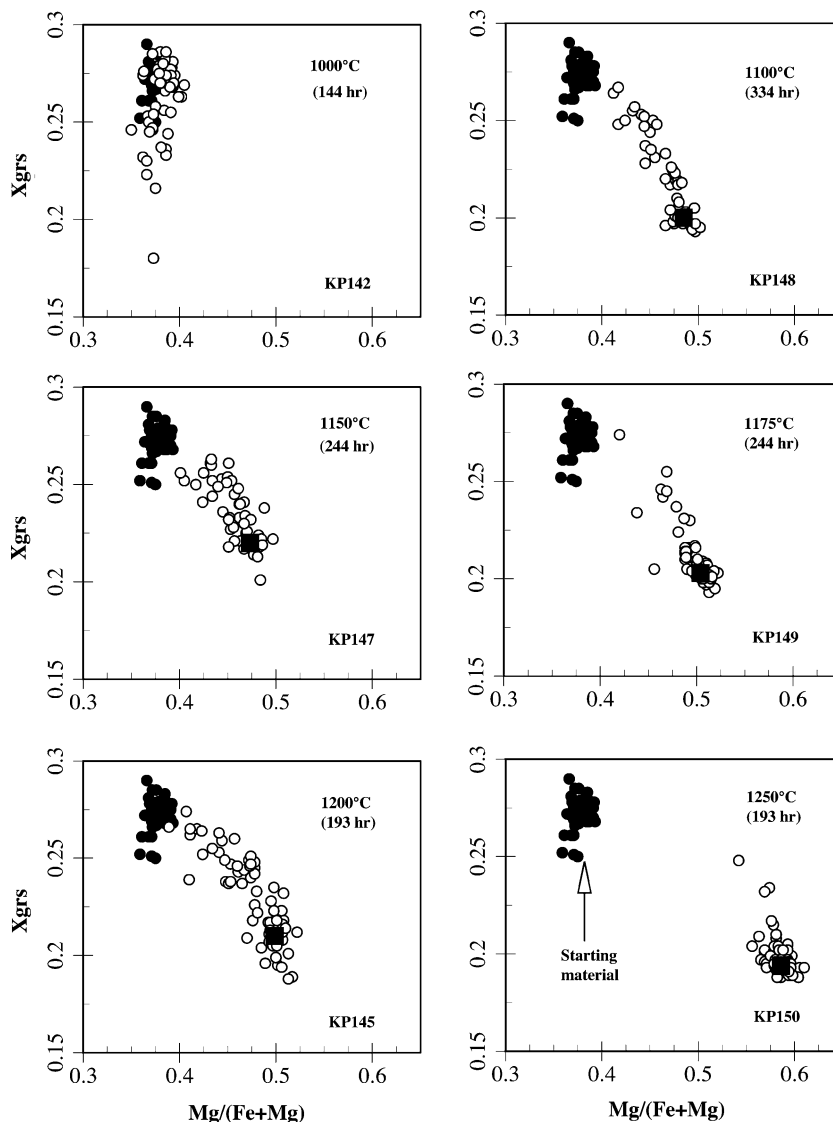 0.3
0.25
0.2
0.15
Xgrs
1000°C
(144 hr)
KP142
0.3
0.4
0.5
0.6
0.3
0.25
0.2
0.15
1100°C
(334 hr)
KP148
0.3
0.4
0.5
0.6
0.3
0.25
0.2
0.15
Xgrs
1150°C
(244 hr)
KP147
0.3
0.4
0.5
0.6
0.3
0.25
0.2
0.15
1175°C
(244 hr)
KP149
0.3
0.4
0.5
0.6
0.3
0.25
0.2
0.15
Xgrs
1200°C
(193 hr)
KP145
0.3
0.4
0.5
0.6
Mg/(Fe+Mg)
0.3
0.25
0.2
0.15
1250°C
(193 hr)
Starting
material
KP150
0.3
0.4
0.5
0.6
Mg/(Fe+Mg)